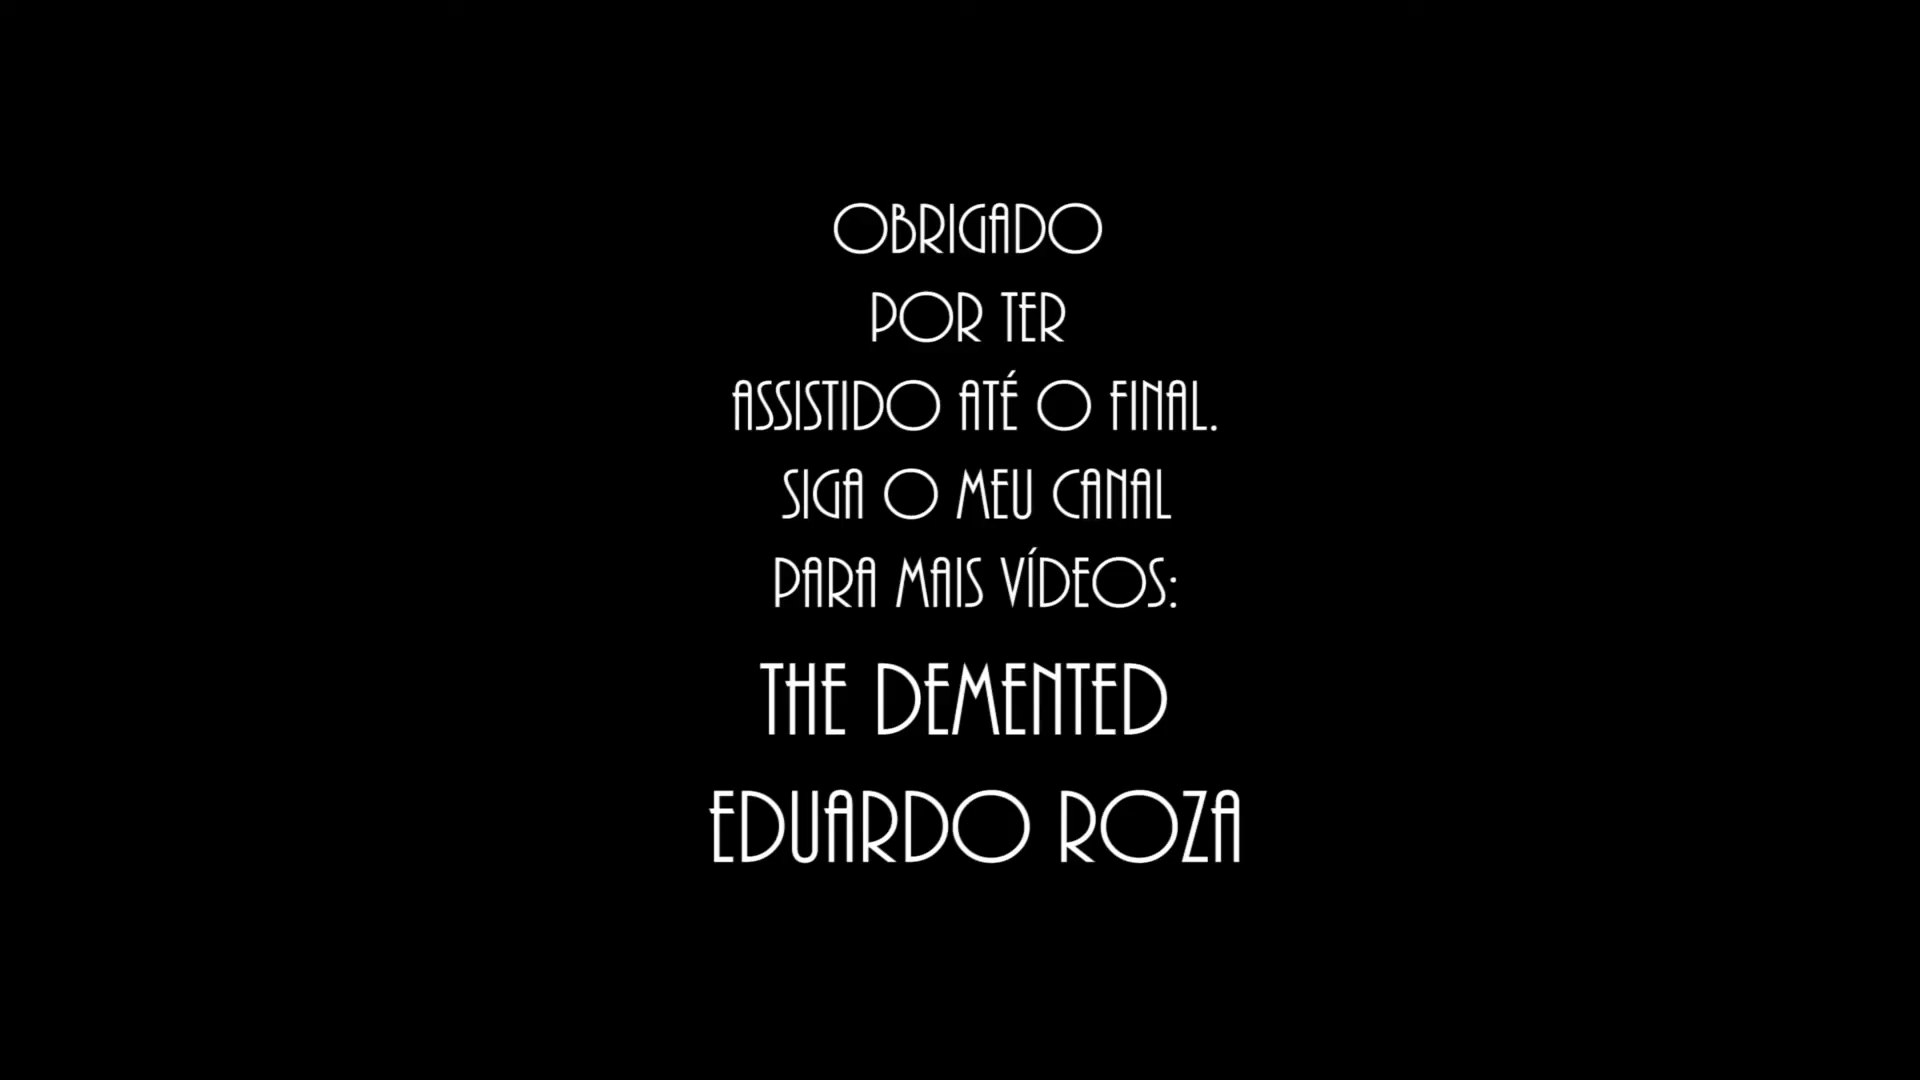 OBRIGADO
POR TER
ASSISTIDO ATÉ O FINAL.
SIGA O MEU CANAL
PARA MAIS VÍDEOS:
THE DEMENTED
EDUARDO ROZA